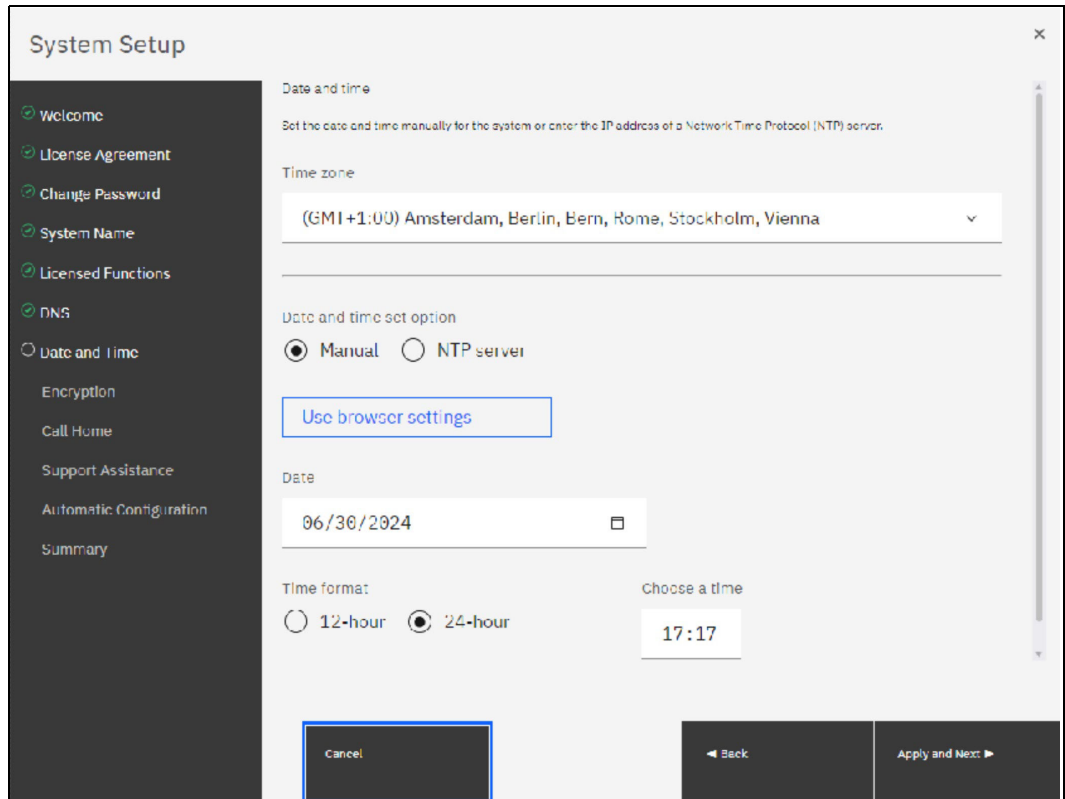 System Setup
Welcome
License Agreement
Change Password
System Name
Licensed Functions
DNS
Date and Time
Encryption
Call Home
Support Assistance
Automatic Configuration
Summary
Date and time
Set the date and time manually for the system or enter the IP address of a Network Time Protocol (NTP) server.
Time zone
(GMT+1:00) Amsterdam, Berlin, Bern, Rome, Stockholm, Vienna
Date and time set option
Manual NTP server
Use browser settings
Date
06/30/2024
Time format Choose a time
12-hour 24-hour
17:17
Cancel Back Apply and Next